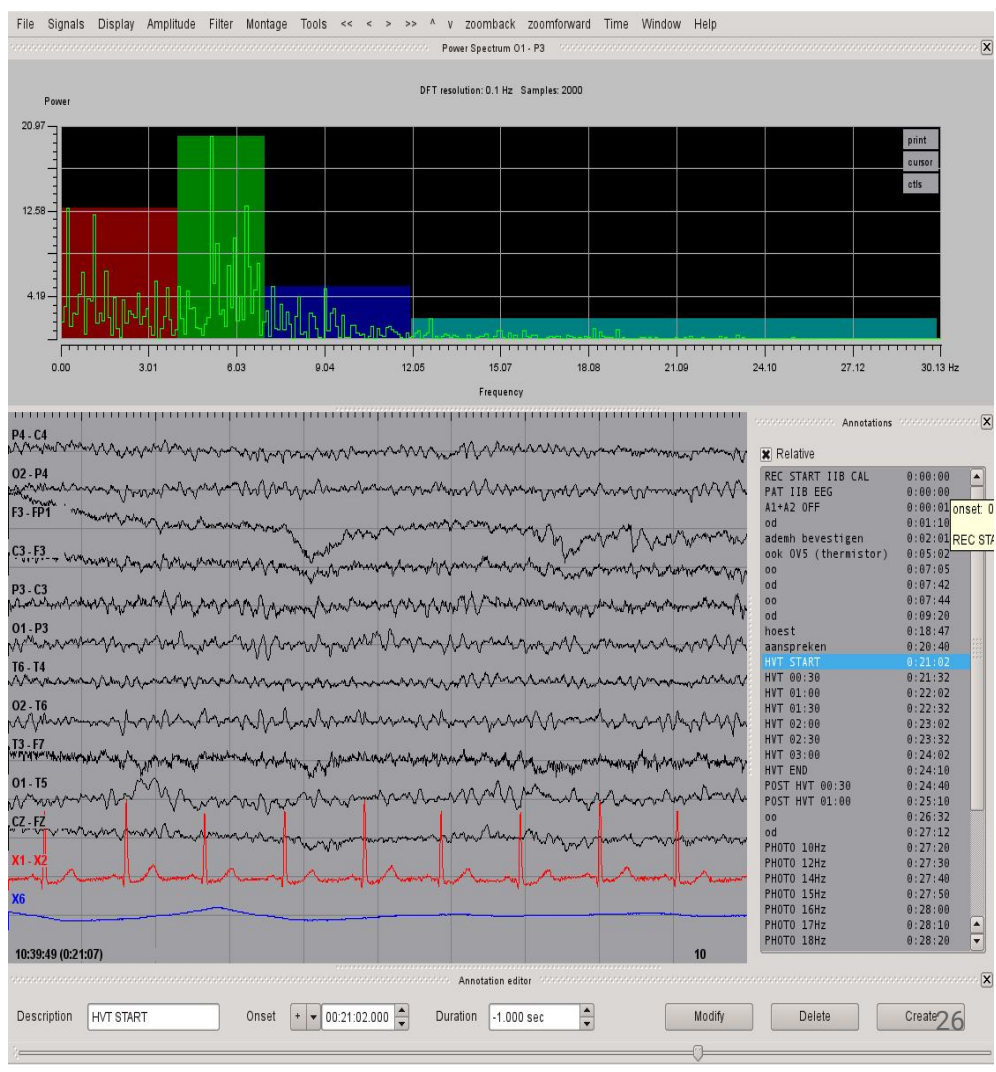 File Signals Display Amplitude Filter Montage Tools << < > >> ^ v zoomback zoomforward Time Window Help
Power Spectrum O1 - P3
DFT resolution: 0.1 Hz Samples: 2000
Power
20.97
12.58
4.19
print
cursor
ctls
0.00 3.01 6.03 9.04 12.05 15.07 18.08 21.09 24.10 27.12 30.13 Hz
Frequency
P4 - C4
O2 - P4
F3 - FP1
C3 - F3
P3 - C3
O1 - P3
T6 - T4
O2 - T6
T3 - F7
O1 - T5
CZ - FZ
X1 - X2
X6
10:39:49 (0:21:07) 10
Annotations
Relative
REC START IIB CAL 0:00:00
PAT IIB EEG 0:00:00
A1+A2 OFF 0:00:01
od 0:01:10
ademh bevestigen 0:02:01
ook OV5 (thermistor) 0:05:02
oo 0:07:05
od 0:07:42
oo 0:07:44
od 0:09:20
hoest 0:18:47
aanspreken 0:20:40
HVT START 0:21:02
HVT 00:30 0:21:32
HVT 01:00 0:22:02
HVT 01:30 0:22:32
HVT 02:00 0:23:02
HVT 02:30 0:23:32
HVT 03:00 0:24:02
HVT END 0:24:10
POST HVT 00:30 0:24:40
POST HVT 01:00 0:25:10
oo 0:26:32
od 0:27:12
PHOTO 10Hz 0:27:20
PHOTO 12Hz 0:27:30
PHOTO 14Hz 0:27:40
PHOTO 15Hz 0:27:50
PHOTO 16Hz 0:28:00
PHOTO 17Hz 0:28:10
PHOTO 18Hz 0:28:20
onset: 0
REC STA
Annotation editor
Description HVT START Onset + 00:21:02.000 Duration -1.000 sec Modify Delete Create
26